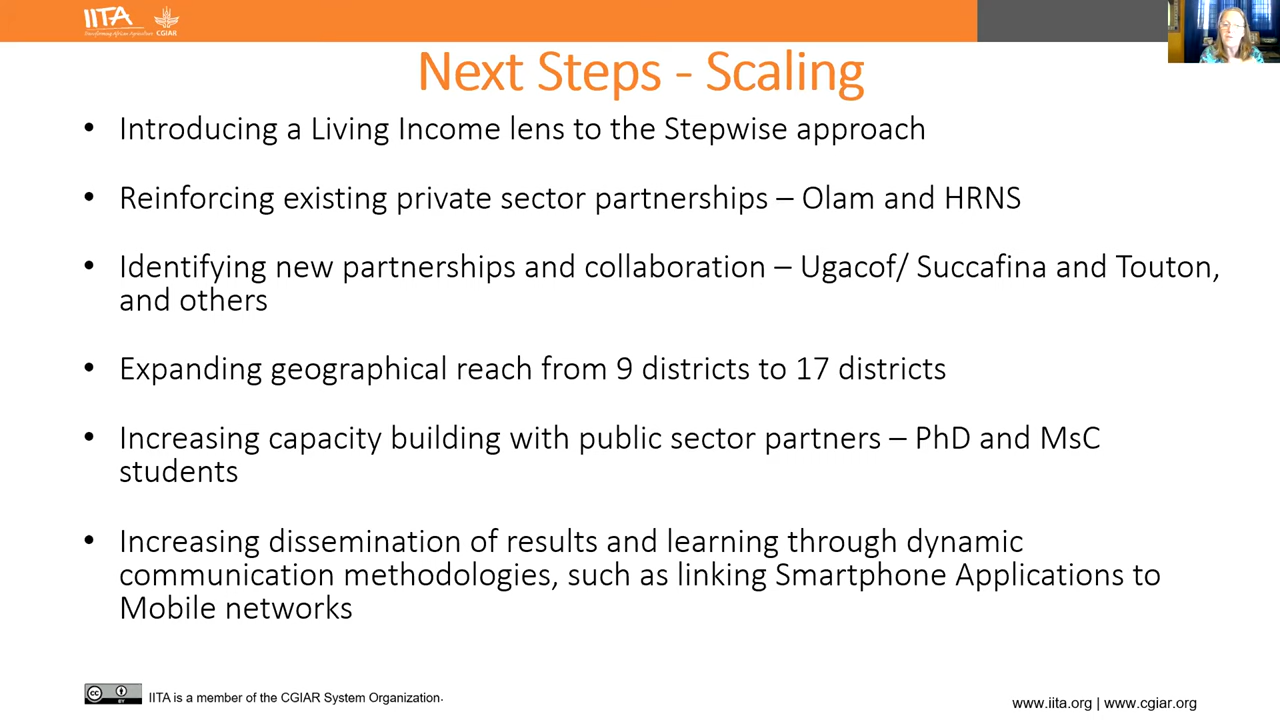 IITA
Transforming African Agriculture
CGIAR
Next Steps - Scaling
• Introducing a Living Income lens to the Stepwise approach
• Reinforcing existing private sector partnerships – Olam and HRNS
• Identifying new partnerships and collaboration – Ugacof/ Succafina and Touton,
and others
• Expanding geographical reach from 9 districts to 17 districts
• Increasing capacity building with public sector partners – PhD and MsC
students
• Increasing dissemination of results and learning through dynamic
communication methodologies, such as linking Smartphone Applications to
Mobile networks
cc BY
IITA is a member of the CGIAR System Organization.
www.iita.org | www.cgiar.org